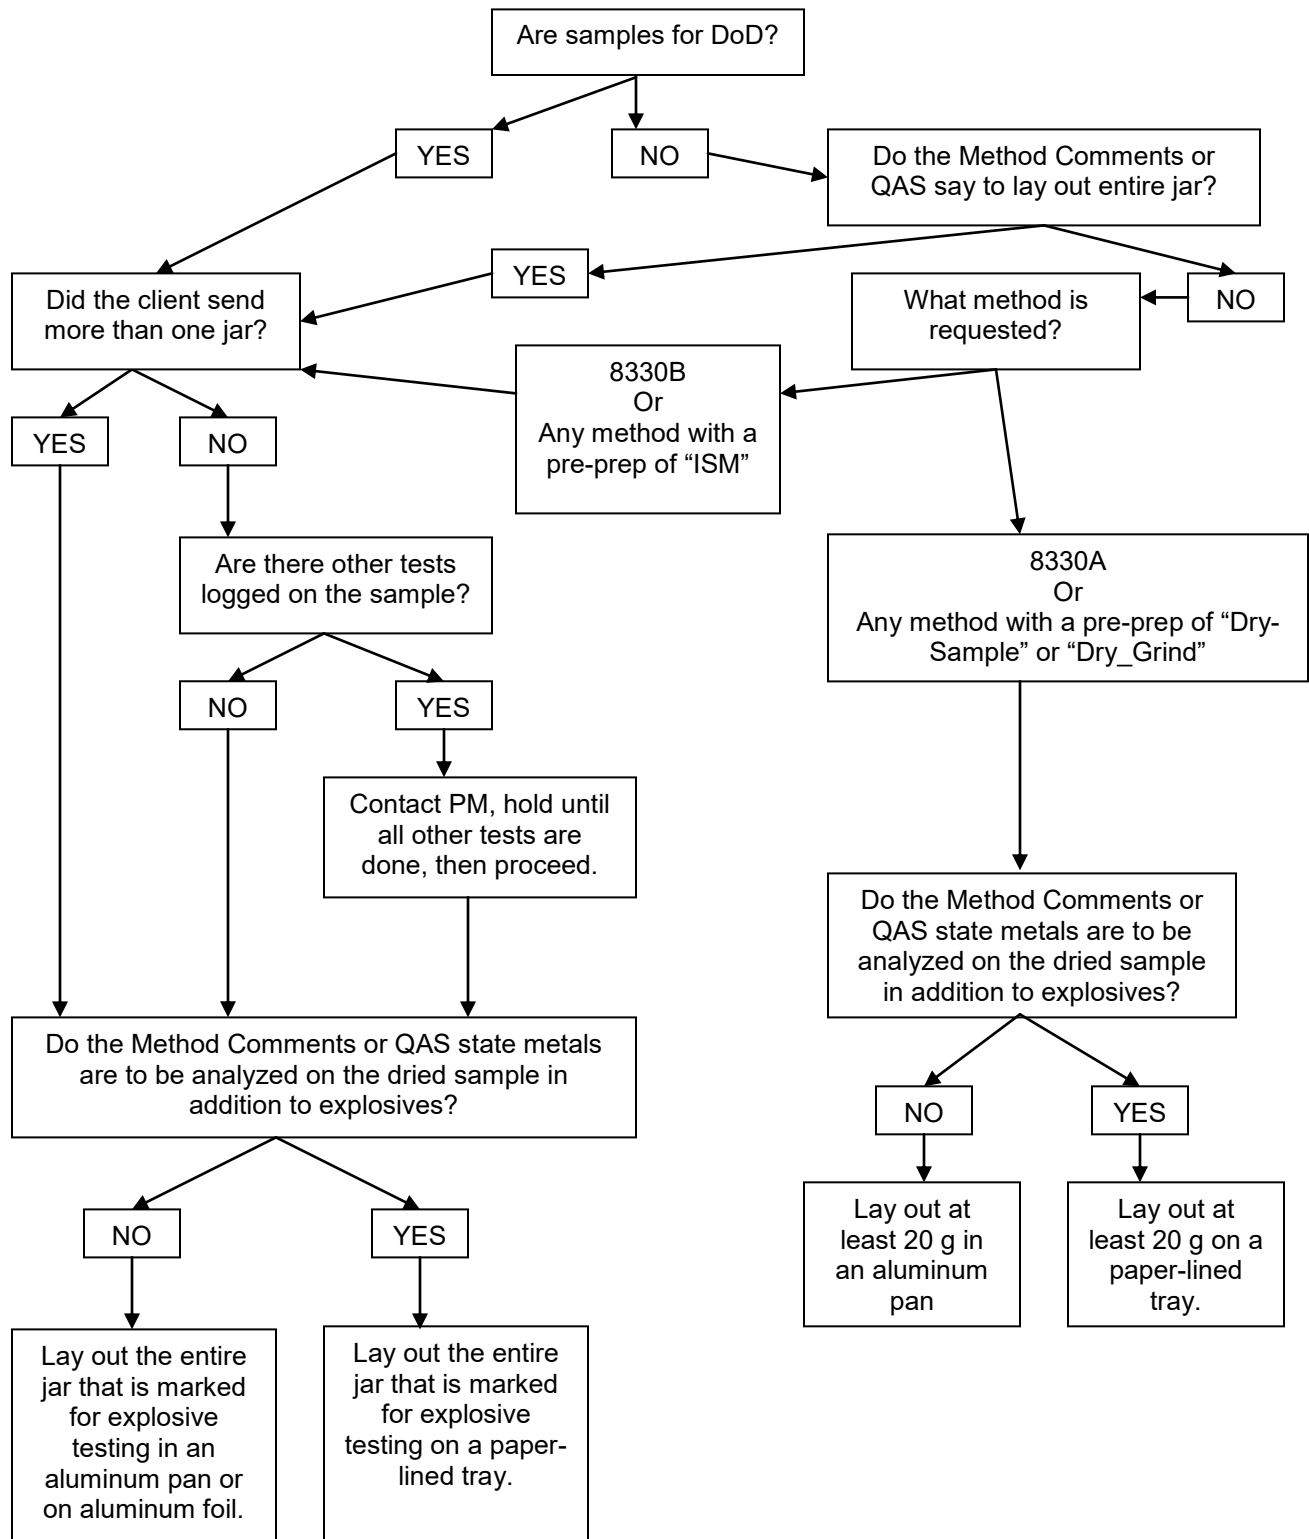 Are samples for DoD?
YES
NO
Do the Method Comments or
QAS say to lay out entire jar?
YES
NO
Did the client send
more than one jar?
What method is
requested?
8330B
Or
Any method with a
pre-prep of “ISM”
YES
NO
Are there other tests
logged on the sample?
8330A
Or
Any method with a pre-prep of “Dry-
Sample” or “Dry_Grind”
NO
YES
Contact PM, hold until
all other tests are
done, then proceed.
Do the Method Comments or
QAS state metals are to be
analyzed on the dried sample
in addition to explosives?
Do the Method Comments or QAS state metals
are to be analyzed on the dried sample in
addition to explosives?
NO
YES
Lay out at
least 20 g in
an aluminum
pan
Lay out at
least 20 g on a
paper-lined
tray.
NO
YES
Lay out the entire
jar that is marked
for explosive
testing in an
aluminum pan or
on aluminum foil.
Lay out the entire
jar that is marked
for explosive
testing on a paper-
lined tray.